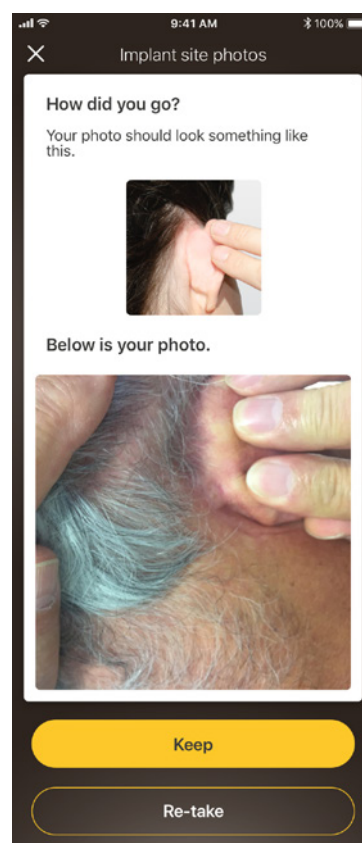 9:41 AM
100%
Implant site photos
How did you go?
Your photo should look something like
this.
Below is your photo.
Keep
Re-take